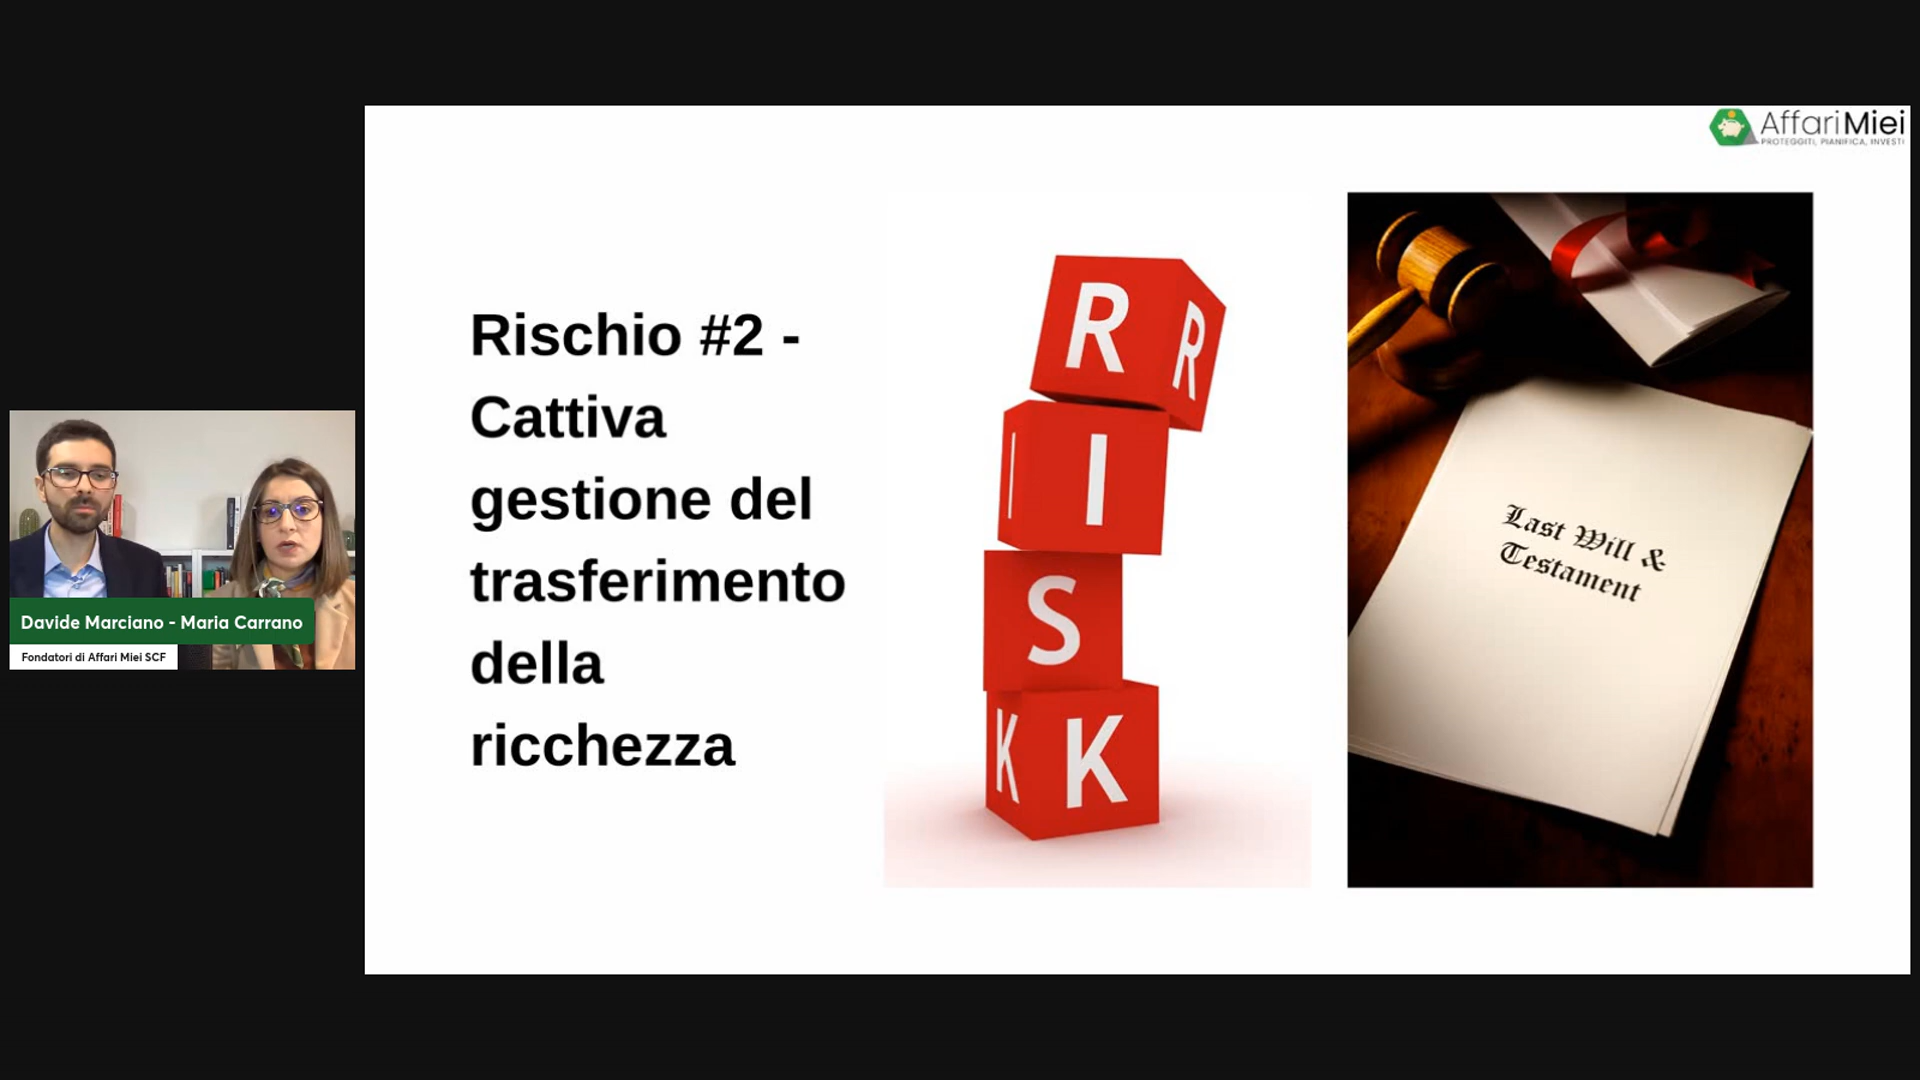 AffariMiei
PROTEGGITI, PIANIFICA, INVESTI
Rischio #2 -
Cattiva
gestione del
trasferimento
della
ricchezza
R R
I I
S
K K
Last Will &
Testament
Davide Marciano - Maria Carrano
Fondatori di Affari Miei SCF